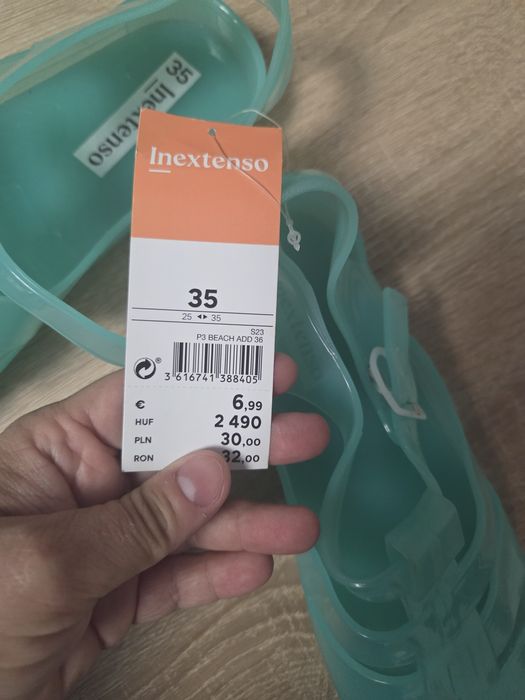 35 Inextenso
Inextenso
35
25 ◄► 35
S23
P3 BEACH ADD 36
3 616741 388405
€ 6,99
HUF 2 490
PLN 30,00
RON 32,00